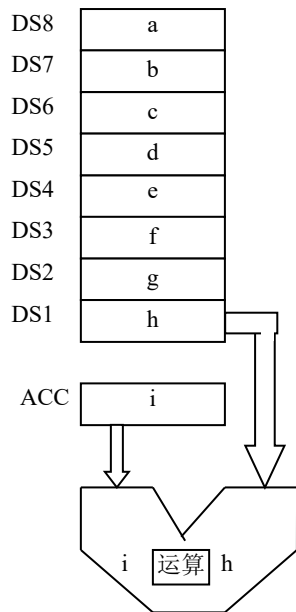 DS8 a
DS7 b
DS6 c
DS5 d
DS4 e
DS3 f
DS2 g
DS1 h
ACC i
i 运算 h